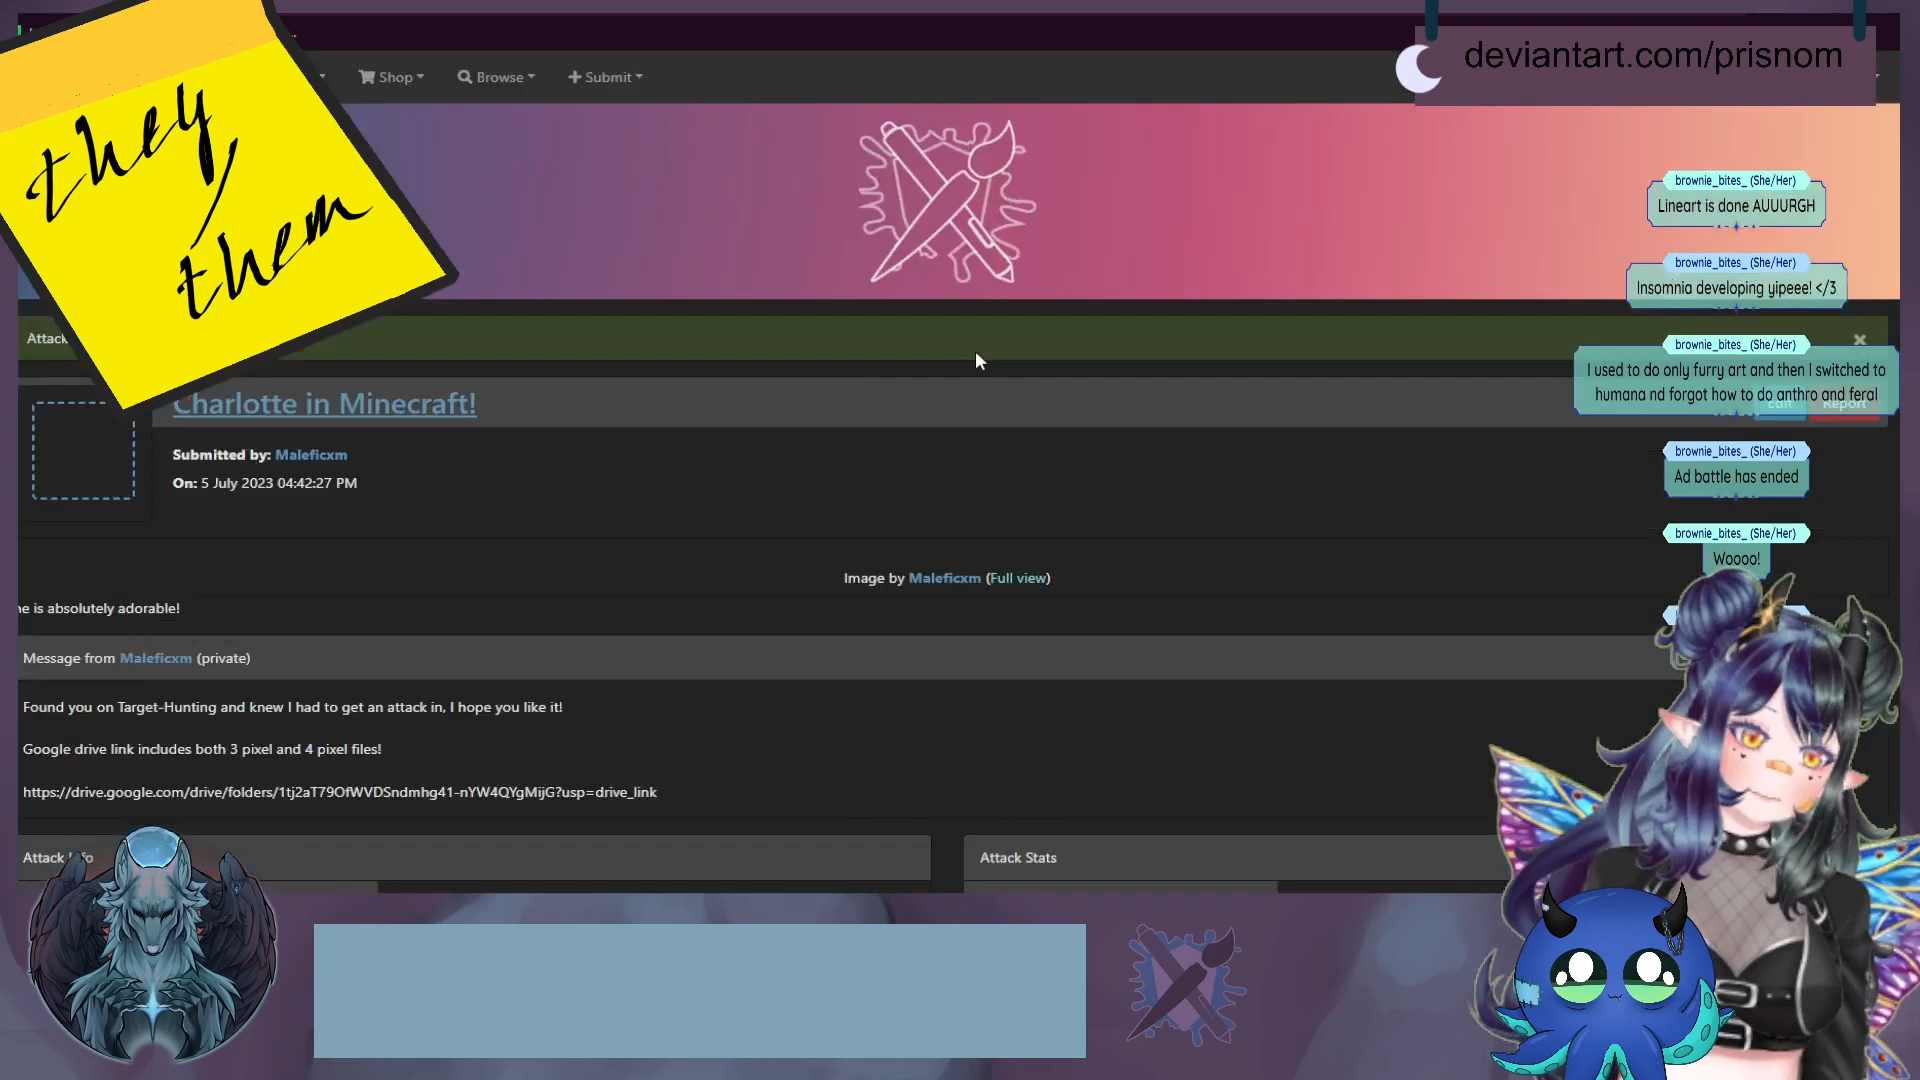 they/
them
Shop
Browse
Submit
deviantart.com/prisnom
Attack
Charlotte in Minecraft!
Edit
Report
Submitted by: Maleficxm
On: 5 July 2023 04:42:27 PM
Image by Maleficxm (Full view)
ne is absolutely adorable!
Message from Maleficxm (private)
Found you on Target-Hunting and knew I had to get an attack in, I hope you like it!
Google drive link includes both 3 pixel and 4 pixel files!
https://drive.google.com/drive/folders/1tj2aT79OfWVDSndmhg41-nYW4QYgMijG?usp=drive_link
Attack Info
Attack Stats
brownie_bites_ (She/Her)
Lineart is done AUUURGH
brownie_bites_ (She/Her)
Insomnia developing yipeee! </3
brownie_bites_ (She/Her)
I used to do only furry art and then I switched to
humana nd forgot how to do anthro and feral
brownie_bites_ (She/Her)
Ad battle has ended
brownie_bites_ (She/Her)
Woooo!